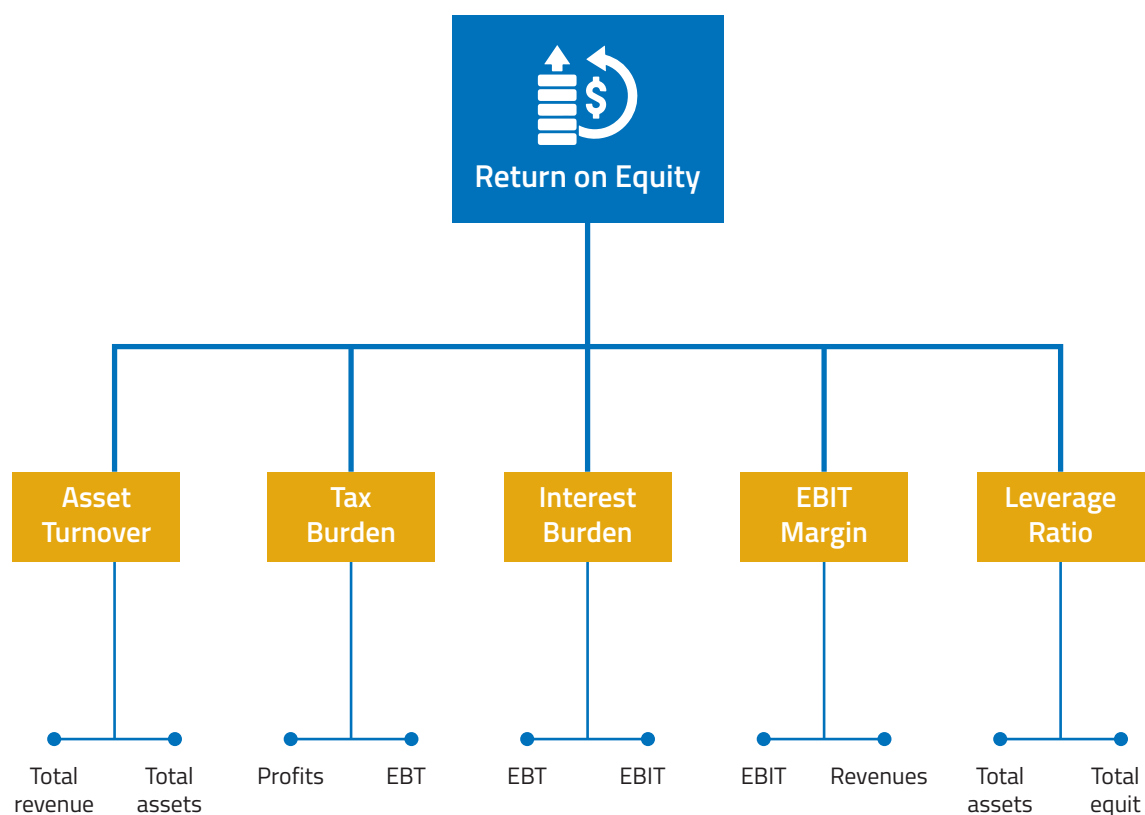 $
Return on Equity
Asset
Turnover
Tax
Burden
Interest
Burden
EBIT
Margin
Leverage
Ratio
Total
revenue
Total
assets
Profits
EBT
EBT
EBIT
EBIT
Revenues
Total
assets
Total
equit